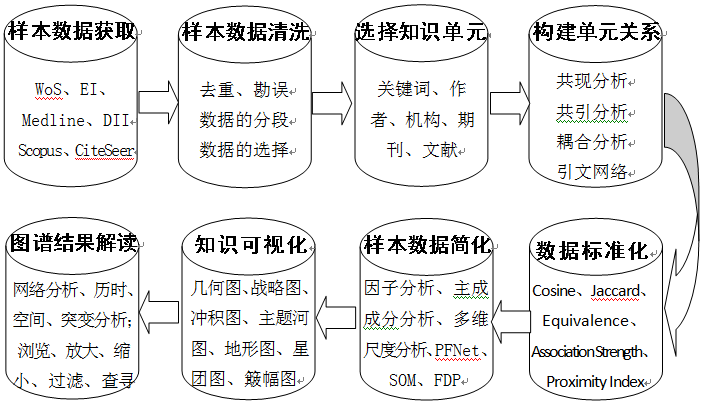 样本数据获取
WoS、EI、
Medline、DII
Scopus、CiteSeer
样本数据清洗
去重、勘误
数据的分段
数据的选择
选择知识单元
关键词、作
者、机构、期
刊、文献
构建单元关系
共现分析
共引分析
耦合分析
引文网络
数据标准化
Cosine、Jaccard、
Equivalence、
Association Strength、
Proximity Index
样本数据简化
因子分析、主成
成分分析、多维
尺度分析、PFNet、
SOM、FDP
知识可视化
几何图、战略图、
冲积图、主题河
图、地形图、星
团图、簸幅图
图谱结果解读
网络分析、历时、
空间、突变分析；
浏览、放大、缩
小、过滤、查寻